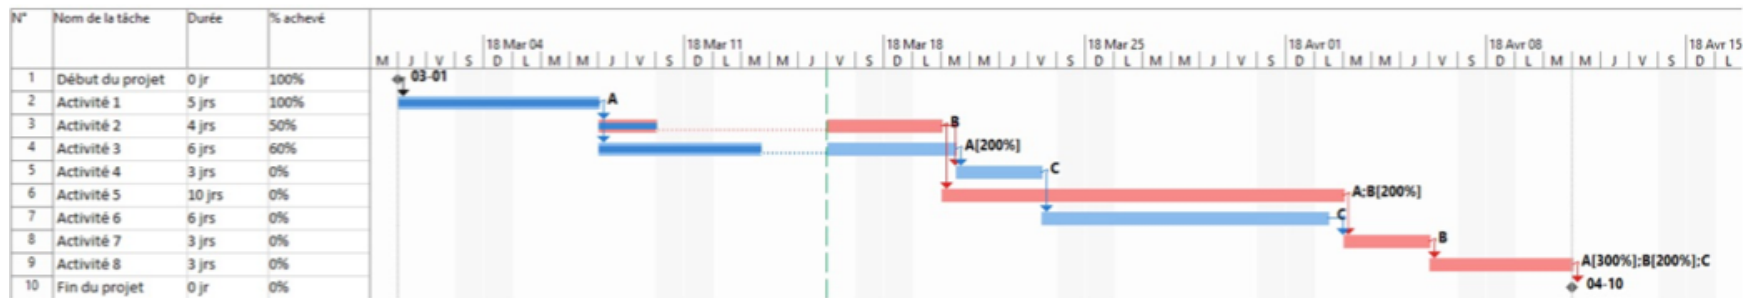 N° Nom de la tâche Durée % achevé
18 Mar 04 18 Mar 11 18 Mar 18 18 Mar 25 18 Avr 01 18 Avr 08 18 Avr 15
M J V S D L M M J V S D L M M J V S D L M M J V S D L M M J V S D L M M J V S D L M M J V S D L
1 Début du projet 0 jr 100% 03-01
2 Activité 1 5 jrs 100% A
3 Activité 2 4 jrs 50% B
4 Activité 3 6 jrs 60% A[200%]
5 Activité 4 3 jrs 0% C
6 Activité 5 10 jrs 0% A;B[200%]
7 Activité 6 6 jrs 0% C
8 Activité 7 3 jrs 0% B
9 Activité 8 3 jrs 0% A[300%];B[200%];C
10 Fin du projet 0 jr 0% 04-10